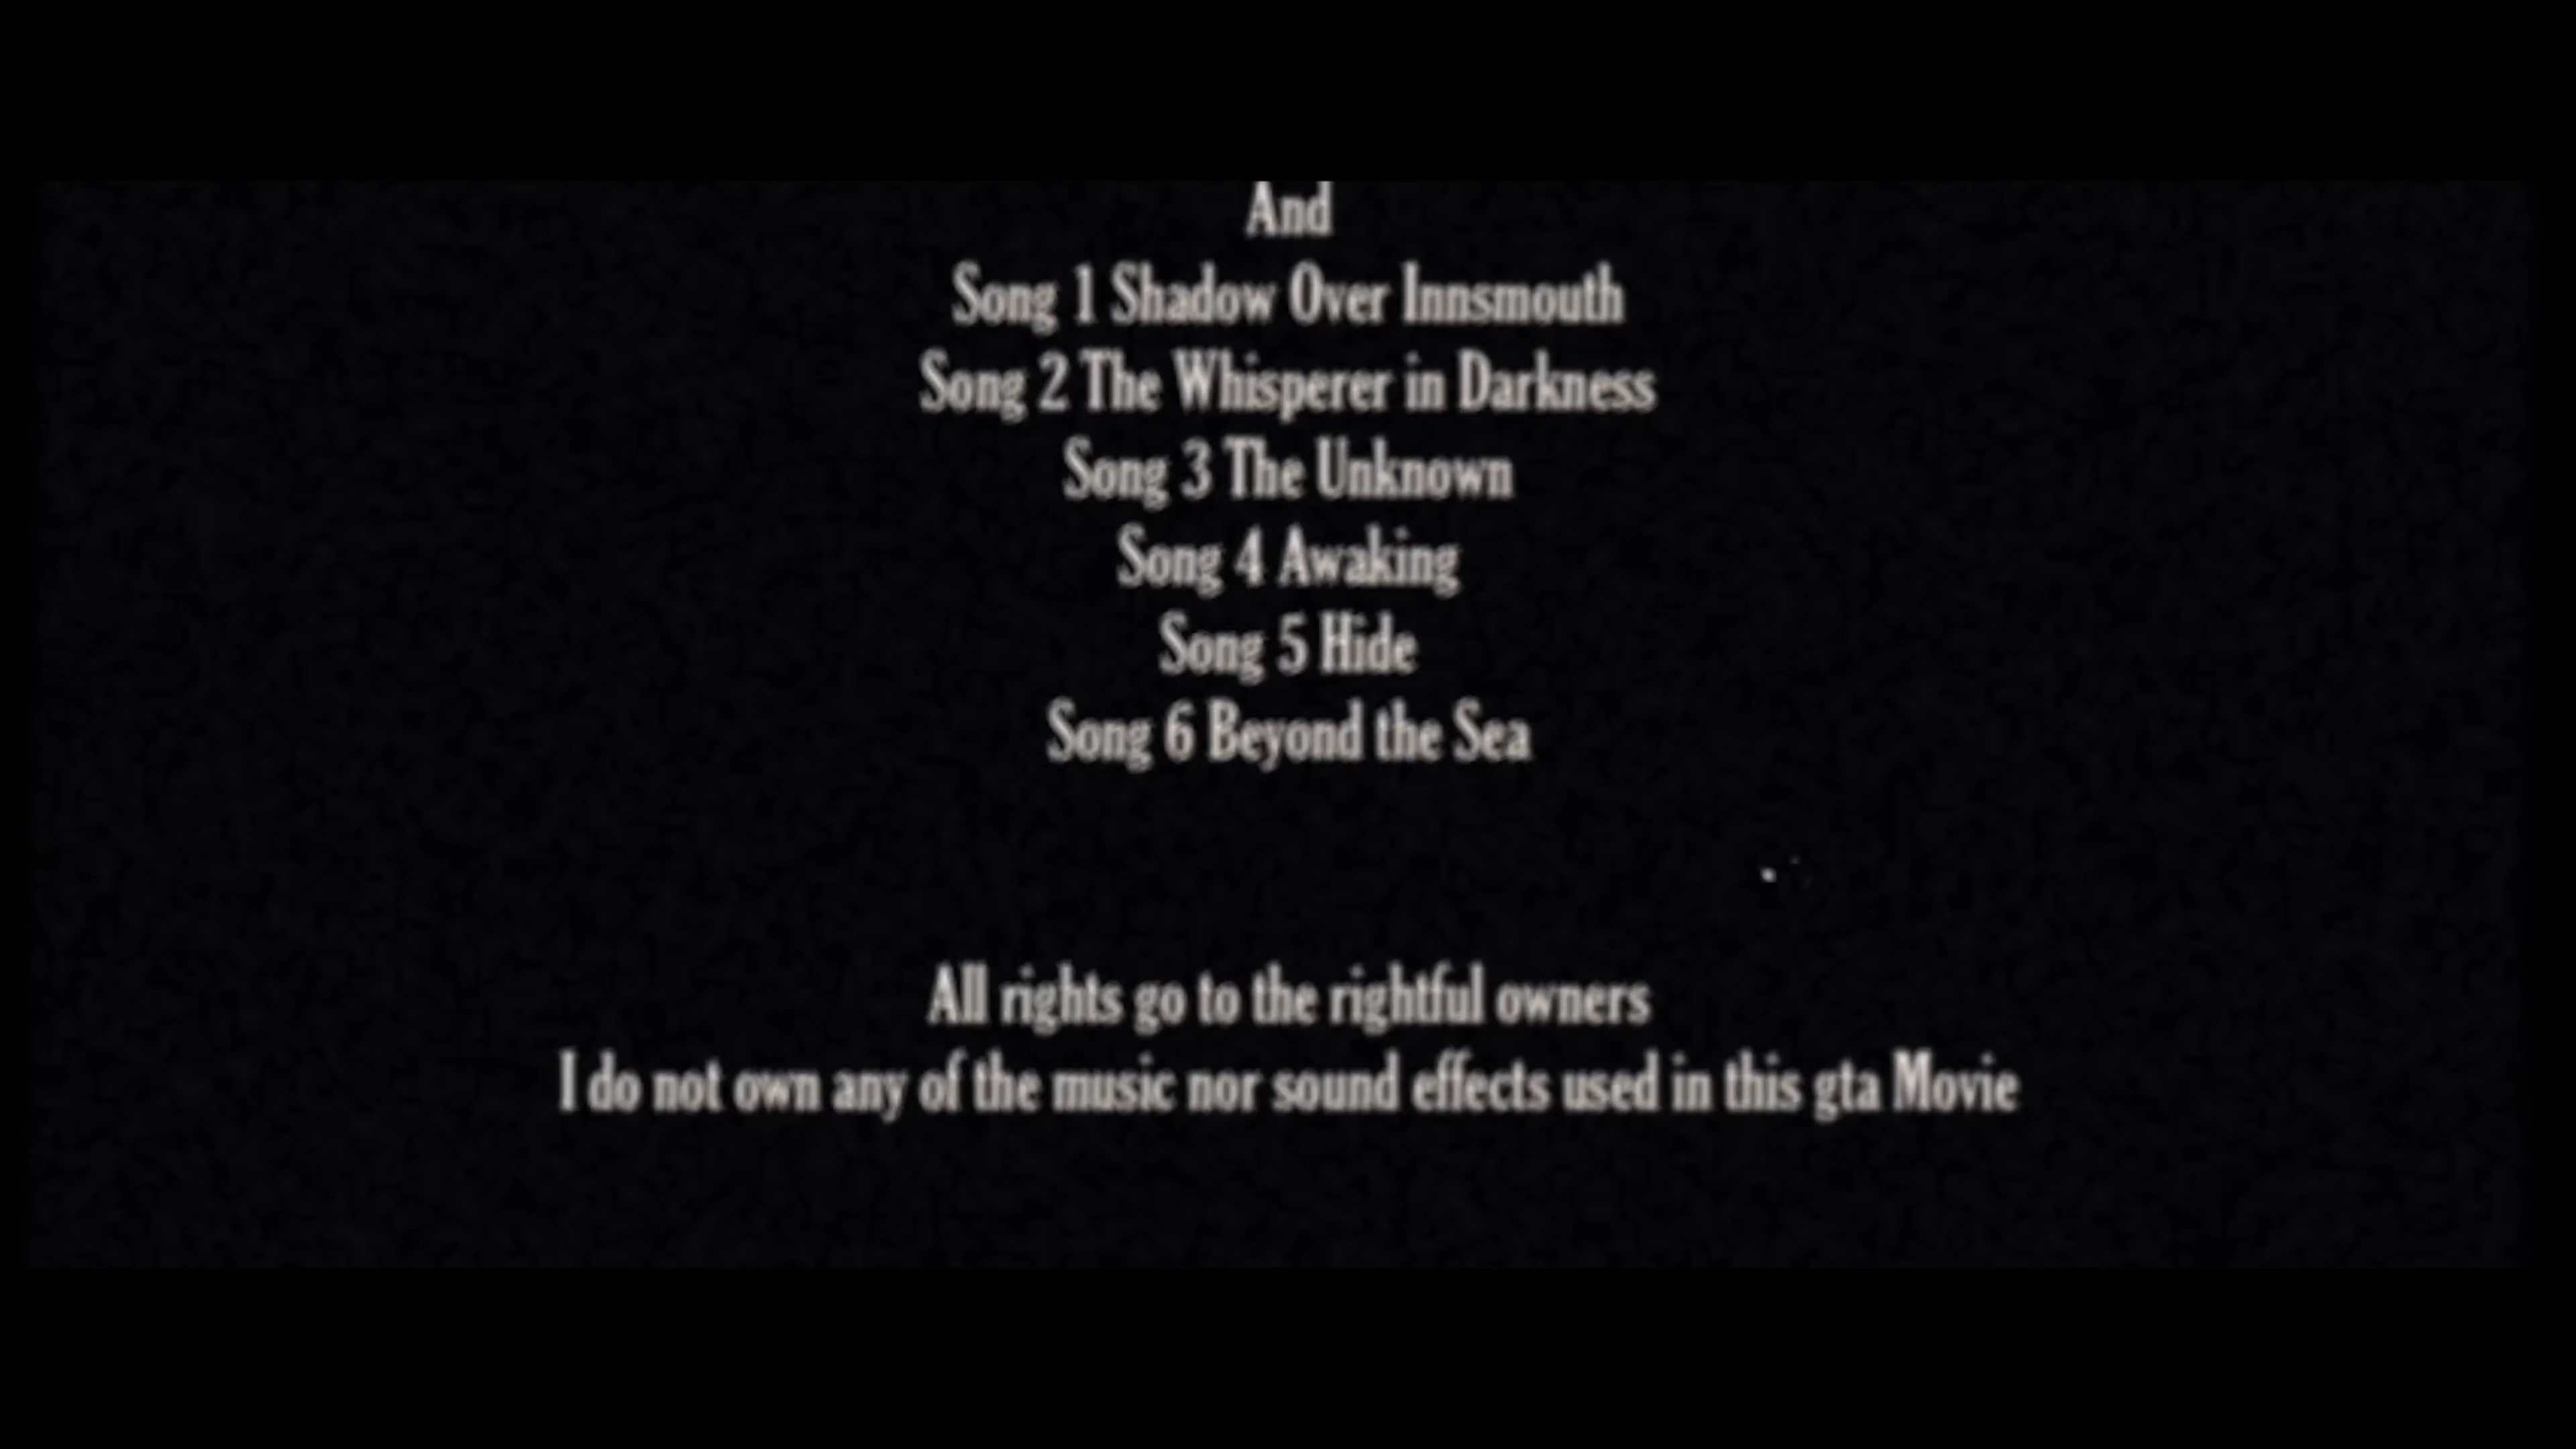 And
Song 1 Shadow Over Innsmouth
Song 2 The Whisperer in Darkness
Song 3 The Unknown
Song 4 Awaking
Song 5 Hide
Song 6 Beyond the Sea
All rights go to the rightful owners
I do not own any of the music nor sound effects used in this gta Movie